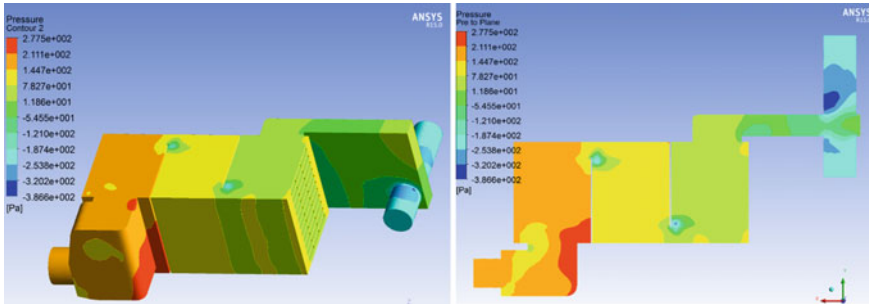 Pressure
Contour 2
2.775e+002
2.111e+002
1.447e+002
7.827e+001
1.186e+001
-5.455e+001
-1.210e+002
-1.874e+002
-2.538e+002
-3.202e+002
-3.866e+002
[Pa]
ANSYS
R15.0
Pressure
Pre to Plane
2.775e+002
2.111e+002
1.447e+002
7.827e+001
1.186e+001
-5.455e+001
-1.210e+002
-1.874e+002
-2.538e+002
-3.202e+002
-3.866e+002
[Pa]
ANSYS
Y